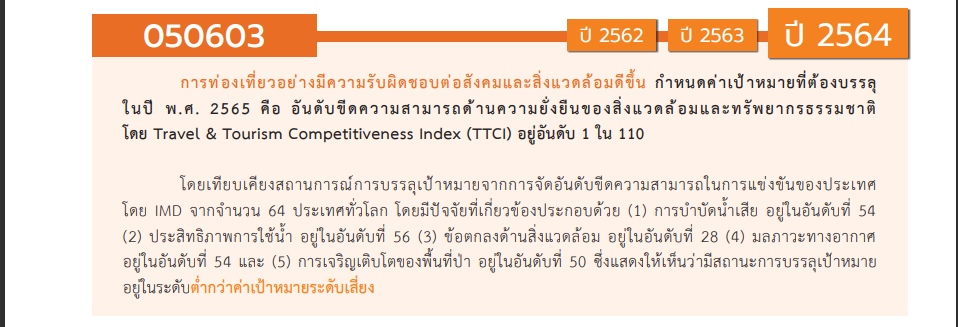 050603
ปี 2562
ปี 2563
ปี 2564
การท่องเที่ยวอย่างมีความรับผิดชอบต่อสังคมและสิ่งแวดล้อมดีขึ้น กำหนดค่าเป้าหมายที่ต้องบรรลุ
ในปี พ.ศ. 2565 คือ อันดับขีดความสามารถด้านความยั่งยืนของสิ่งแวดล้อมและทรัพยากรธรรมชาติ
โดย Travel & Tourism Competitiveness Index (TTCI) อยู่อันดับ 1 ใน 110
โดยเทียบเคียงสถานการณ์การบรรลุเป้าหมายจากการจัดอันดับขีดความสามารถในการแข่งขันของประเทศ
โดย IMD จากจำนวน 64 ประเทศทั่วโลก โดยมีปัจจัยที่เกี่ยวข้องประกอบด้วย (1) การบำบัดน้ำเสีย อยู่ในอันดับที่ 54
(2) ประสิทธิภาพการใช้น้ำ อยู่ในอันดับที่ 56 (3) ข้อตกลงด้านสิ่งแวดล้อม อยู่ในอันดับที่ 28 (4) มลภาวะทางอากาศ
อยู่ในอันดับที่ 54 และ (5) การเจริญเติบโตของพื้นที่ป่า อยู่ในอันดับที่ 50 ซึ่งแสดงให้เห็นว่ามีสถานะการบรรลุเป้าหมาย
อยู่ในระดับต่ำกว่าค่าเป้าหมายระดับเสี่ยง